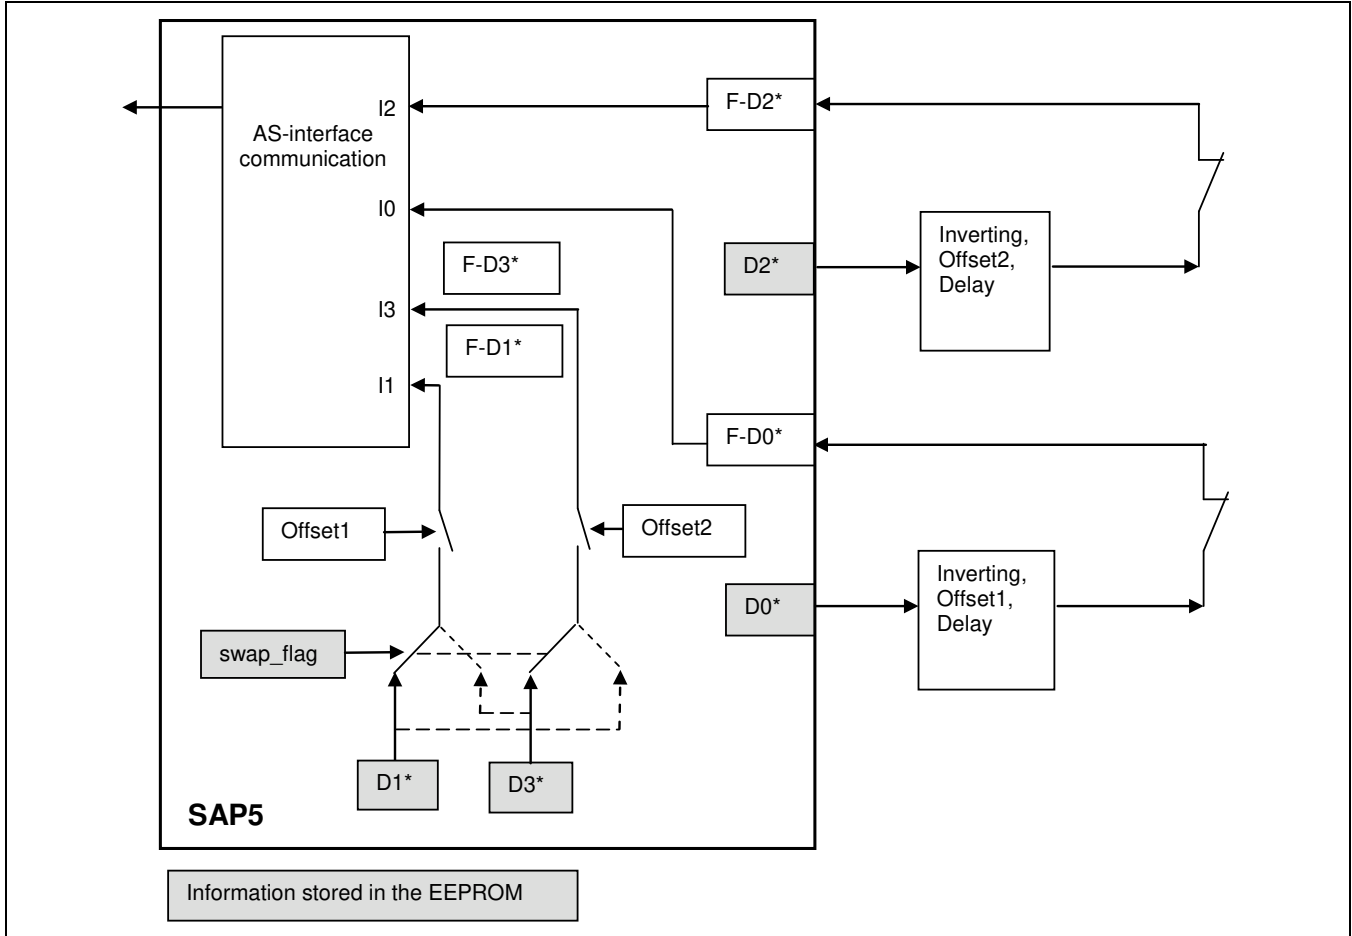 F-D2*
I2
AS-interface
communication
I0
Inverting,
Offset2,
Delay
F-D3*
D2*
I3
F-D1*
I1
F-D0*
Offset1
Offset2
Inverting,
Offset1,
Delay
D0*
swap_flag
D1*
D3*
SAP5
Information stored in the EEPROM